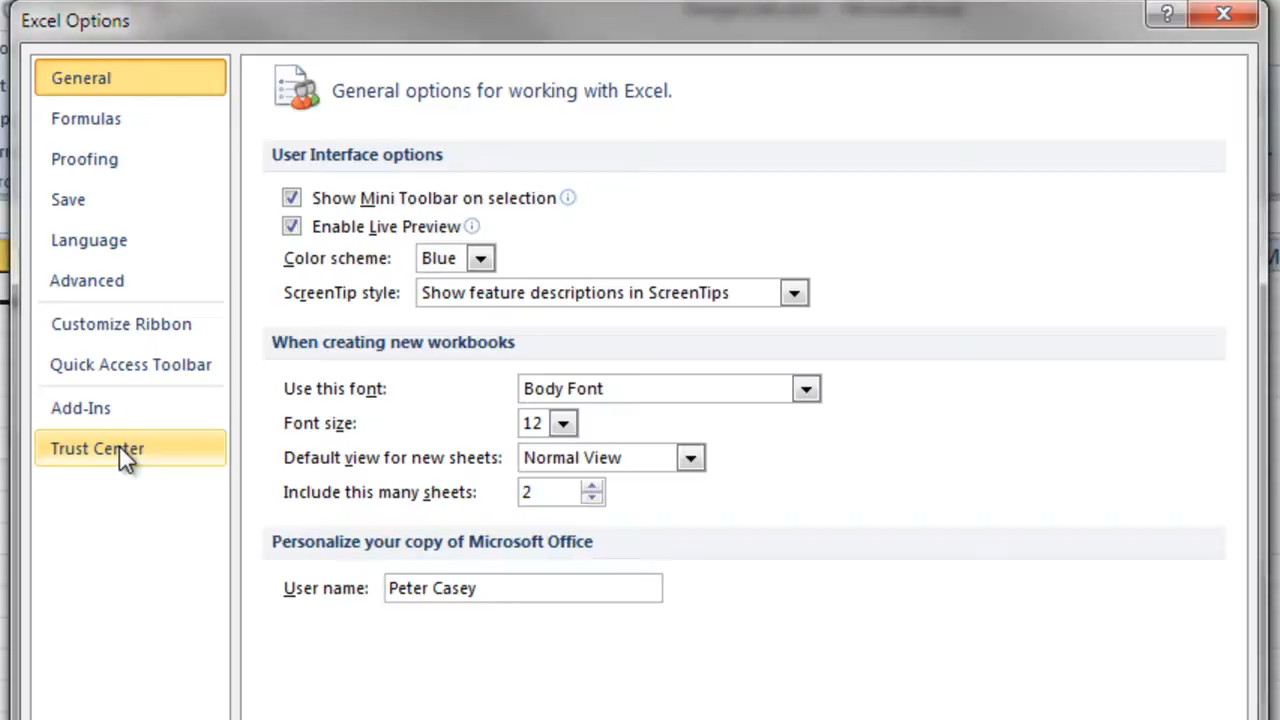 Excel Options
General
Formulas
Proofing
Save
Language
Advanced
Customize Ribbon
Quick Access Toolbar
Add-Ins
Trust Center
General options for working with Excel.
User Interface options
Show Mini Toolbar on selection
Enable Live Preview
Color scheme: Blue
ScreenTip style: Show feature descriptions in ScreenTips
When creating new workbooks
Use this font: Body Font
Font size: 12
Default view for new sheets: Normal View
Include this many sheets: 2
Personalize your copy of Microsoft Office
User name: Peter Casey